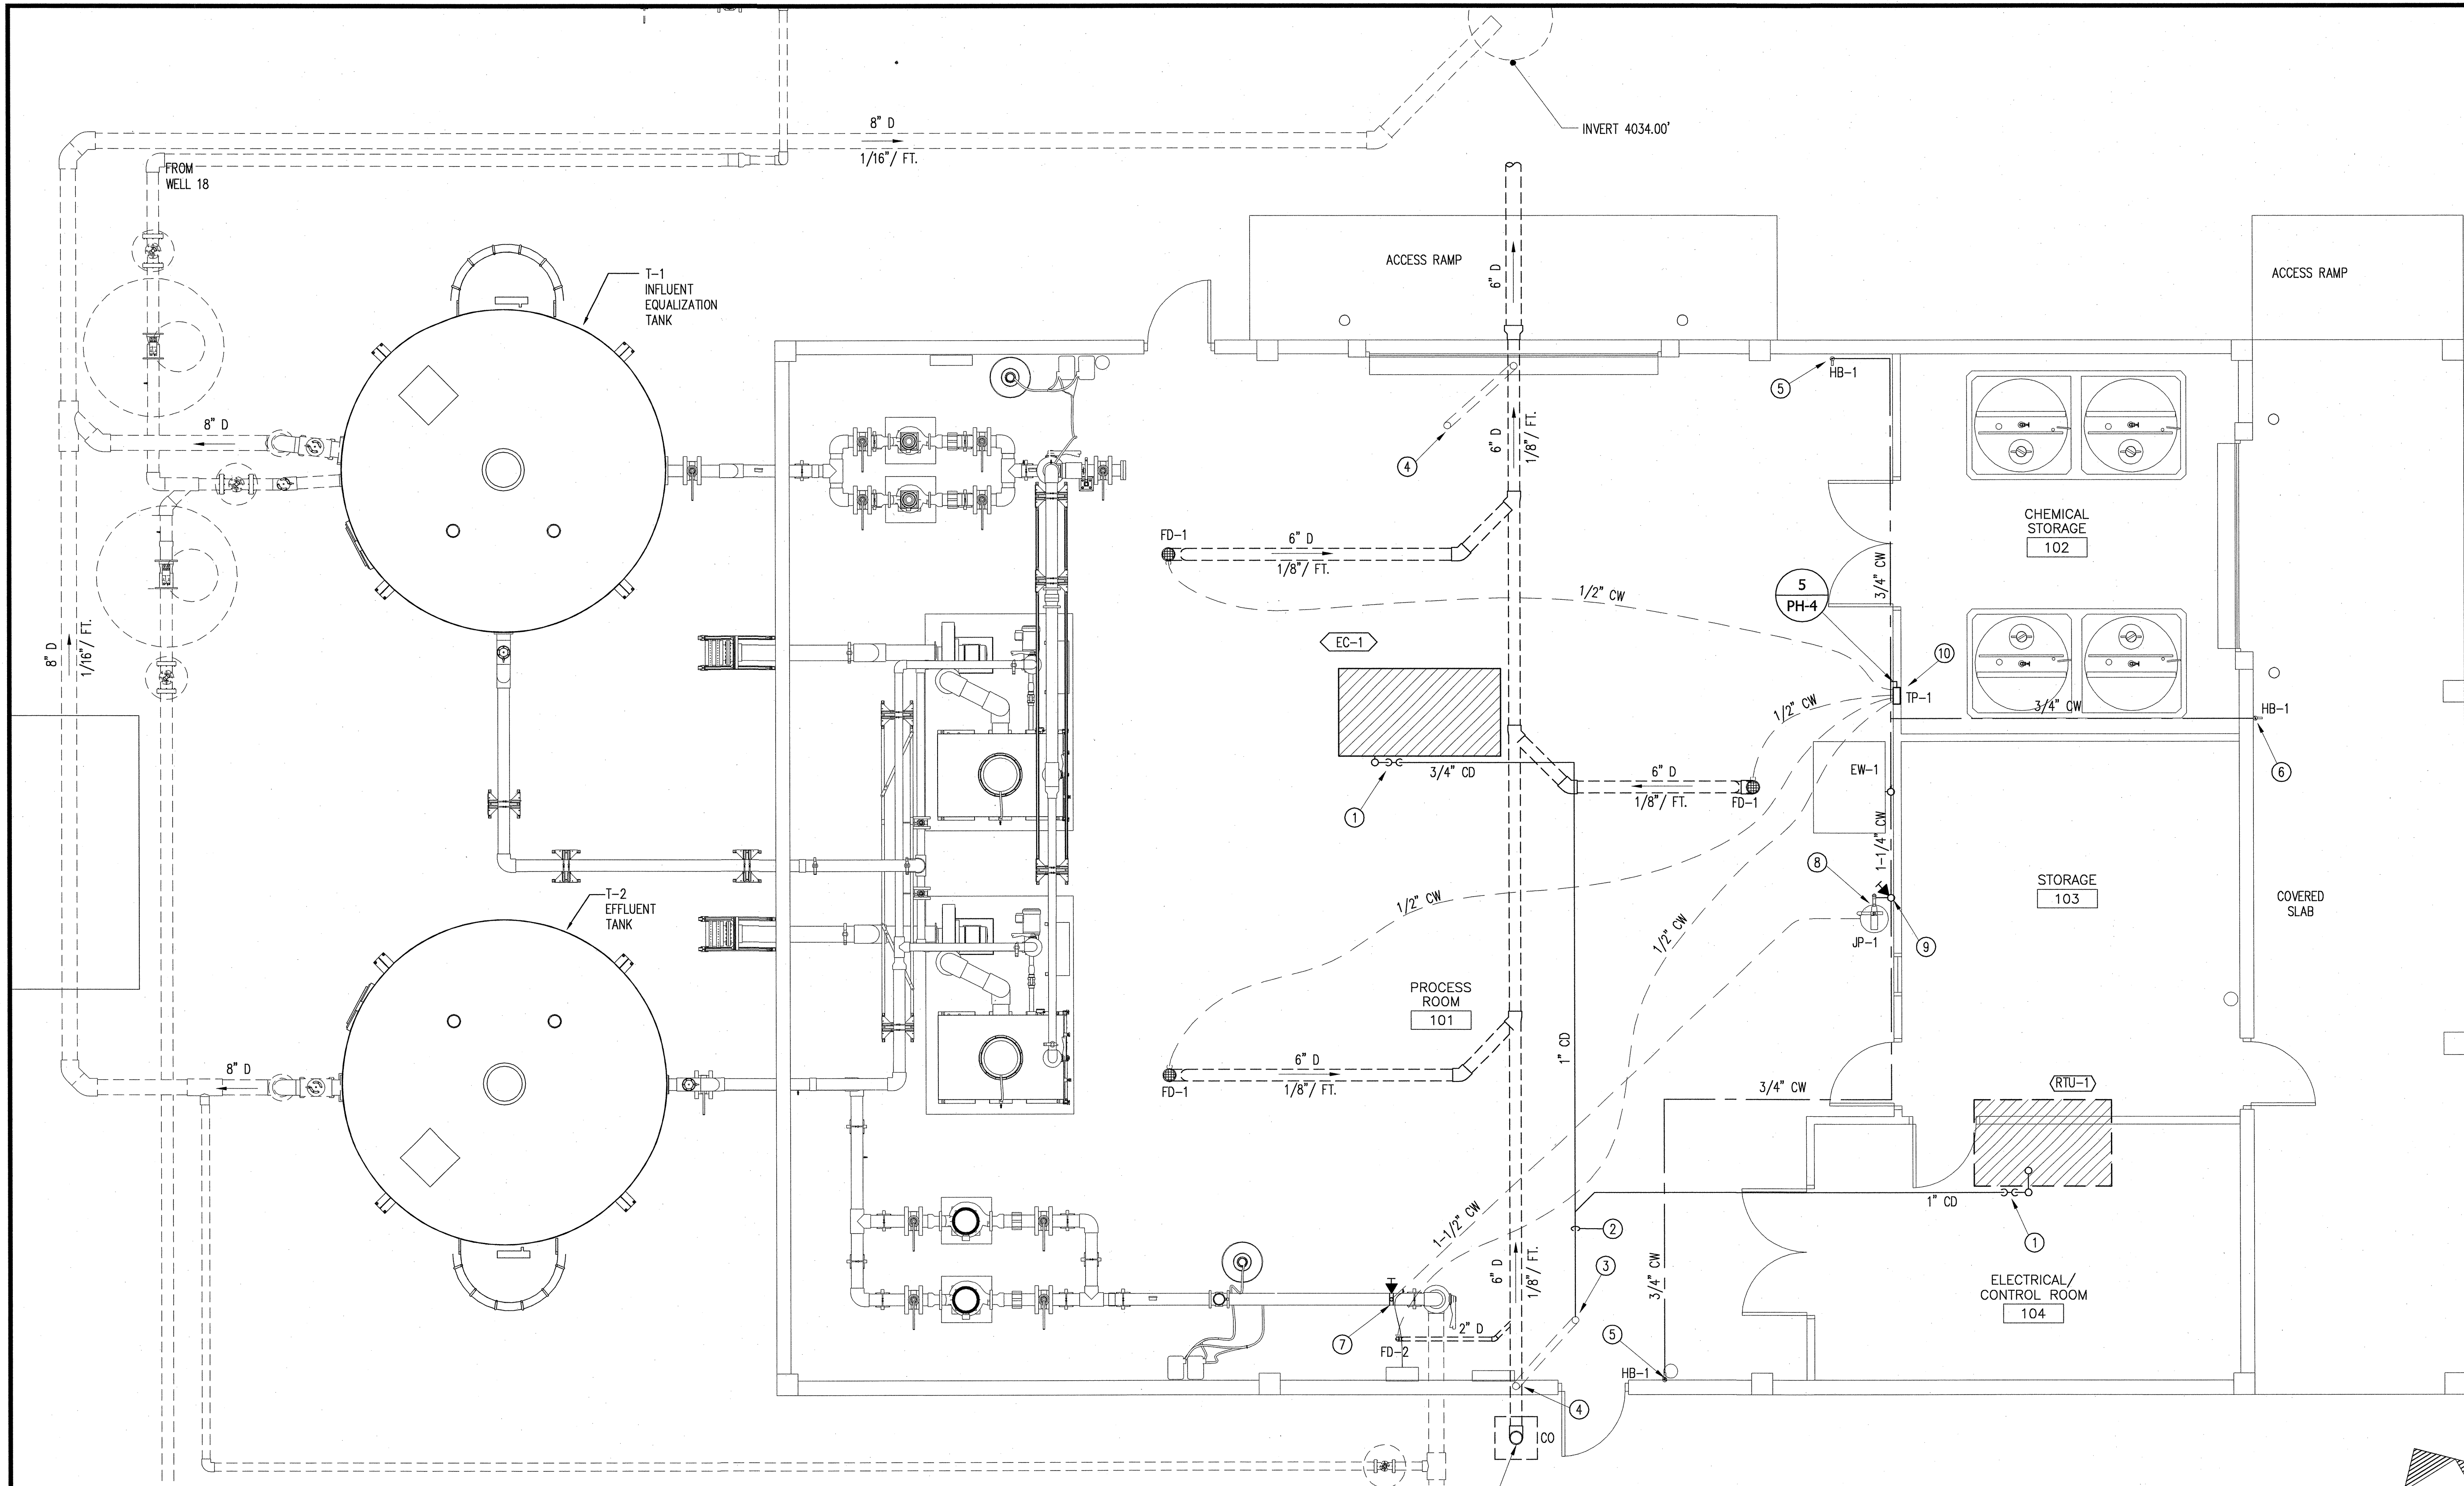 8" D
1/16"/ FT.
INVERT 4034.00'
FROM
WELL 18
T-1
INFLUENT
EQUALIZATION
TANK
ACCESS RAMP
6" D
ACCESS RAMP
5
HB-1
8" D
4
6" D
1/8"/ FT.
CHEMICAL
STORAGE
102
FD-1
6" D
1/8"/ FT.
3/4" CW
1/2" CW
5
PH-4
8" D
1/16"/ FT.
EC-1
10
TP-1
1/2" CW
3/4" CW
HB-1
6
3/4" CD
1
6" D
1/8"/ FT.
FD-1
EW-1
1-1/4" CW
8
JP-1
9
STORAGE
103
COVERED
SLAB
T-2
EFFLUENT
TANK
1/2" CW
1/2" CW
PROCESS
ROOM
101
1" CD
8" D
6" D
1/8"/ FT.
FD-1
3/4" CW
RTU-1
1" CD
1
1-1/2" CW
2
6" D
1/8"/ FT.
3
3/4" CW
ELECTRICAL/
CONTROL ROOM
104
7
2" D
FD-2
5
HB-1
4
CO